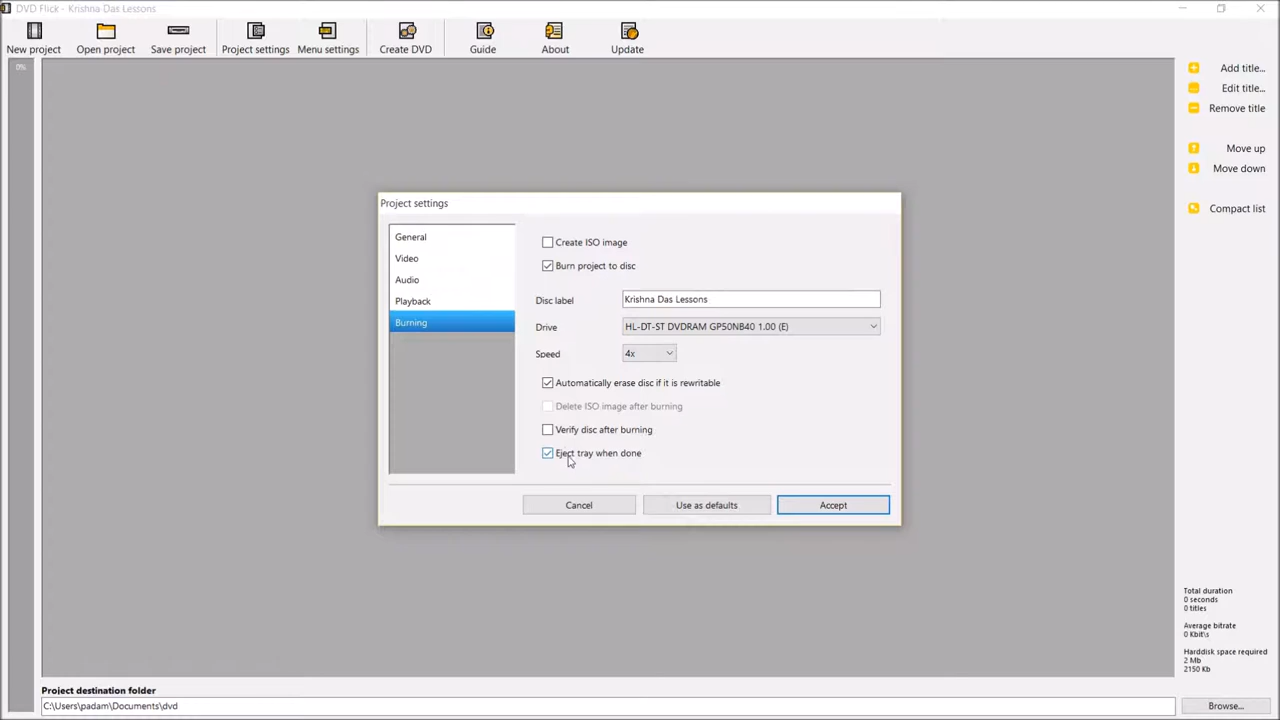 DVD Flick - Krishna Das Lessons
New project
Open project
Save project
Project settings
Menu settings
Create DVD
Guide
About
Update
0%
Add title...
Edit title...
Remove title
Move up
Move down
Compact list
Project settings
General
Video
Audio
Playback
Burning
Create ISO image
Burn project to disc
Disc label
Krishna Das Lessons
Drive
HL-DT-ST DVDRAM GP50NB40 1.00 (E)
Speed
4x
Automatically erase disc if it is rewritable
Delete ISO image after burning
Verify disc after burning
Eject tray when done
Cancel
Use as defaults
Accept
Total duration
0 seconds
0 titles
Average bitrate
0 Kbit\s
Harddisk space required
2 Mb
2150 Kb
Project destination folder
C:\Users\padam\Documents\dvd
Browse...